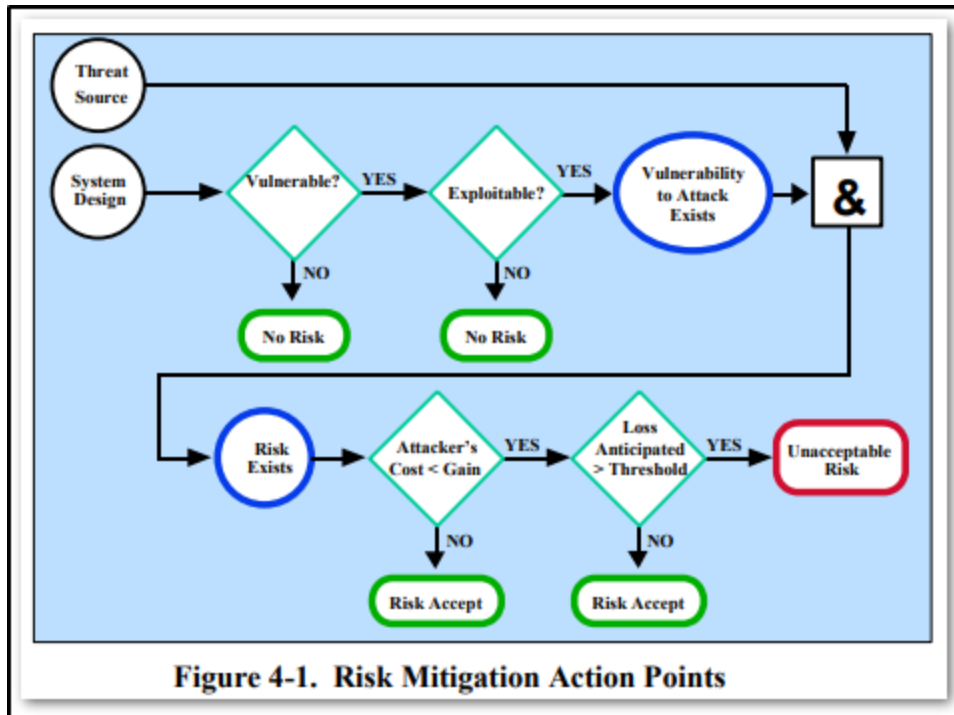 Threat
Source
System
Design
Vulnerable?
YES
Exploitable?
YES
Vulnerability
to Attack
Exists
&
NO
No Risk
NO
No Risk
Risk
Exists
Attacker's
Cost < Gain
YES
Loss
Anticipated
> Threshold
YES
Unacceptable
Risk
NO
Risk Accept
NO
Risk Accept
Figure 4-1. Risk Mitigation Action Points